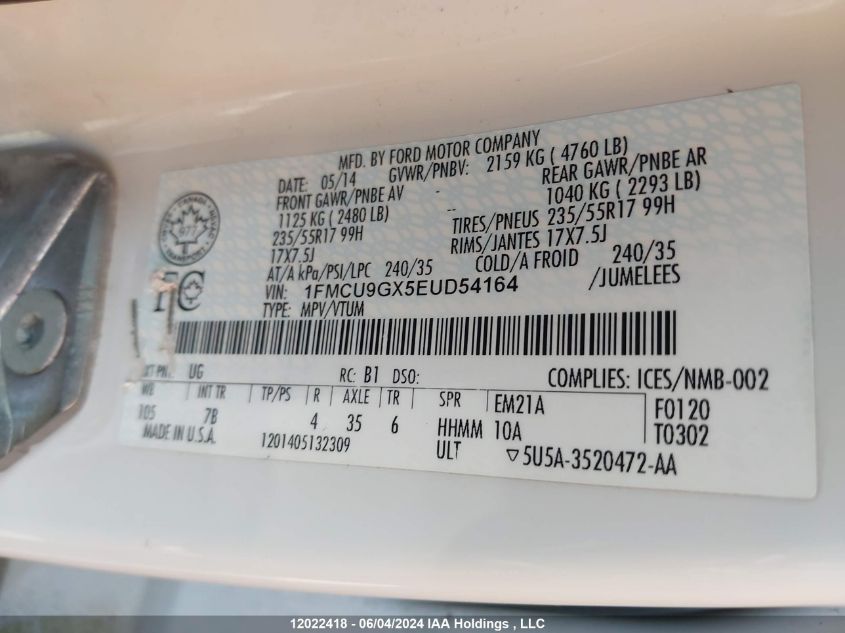 MFD. BY FORD MOTOR COMPANY
DATE: 05/14 GVWR/PNBV: 2159 KG ( 4760 LB)
FRONT GAWR/PNBE AV - REAR GAWR/PNBE AR
1125 KG ( 2480 LB) - 1040 KG ( 2293 LB)
235/55R17 99H TIRES/PNEUS 235/55R17 99H
17X7.5J RIMS/JANTES 17X7.5J
AT/A kPa/PSI/LPC 240/35 COLD/A FROID 240/35
VIN: 1FMCU9GX5EUD54164 /JUMELEES
TYPE: MPV/VTUM
CANADA
977
TRANSPORT
UG RC: B1 DSO: COMPLIES: ICES/NMB-002
WB INT TR TP/PS R AXLE TR SPR EM21A F0120
105 7B 4 35 6 HHMM 10A T0302
MADE IN U.S.A. 1201405132309 ULT ▽5U5A-3520472-AA
12022418 - 06/04/2024 IAA Holdings , LLC